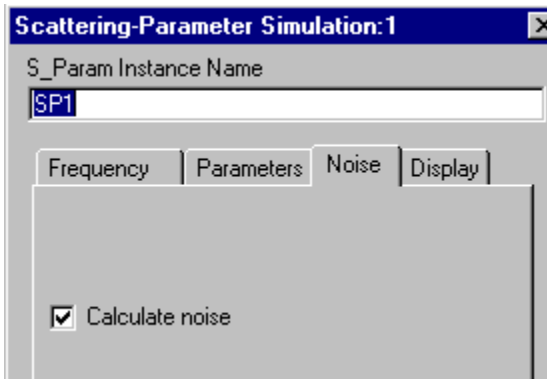 Scattering-Parameter Simulation:1
S_Param Instance Name
SP1
Frequency Parameters Noise Display
Calculate noise